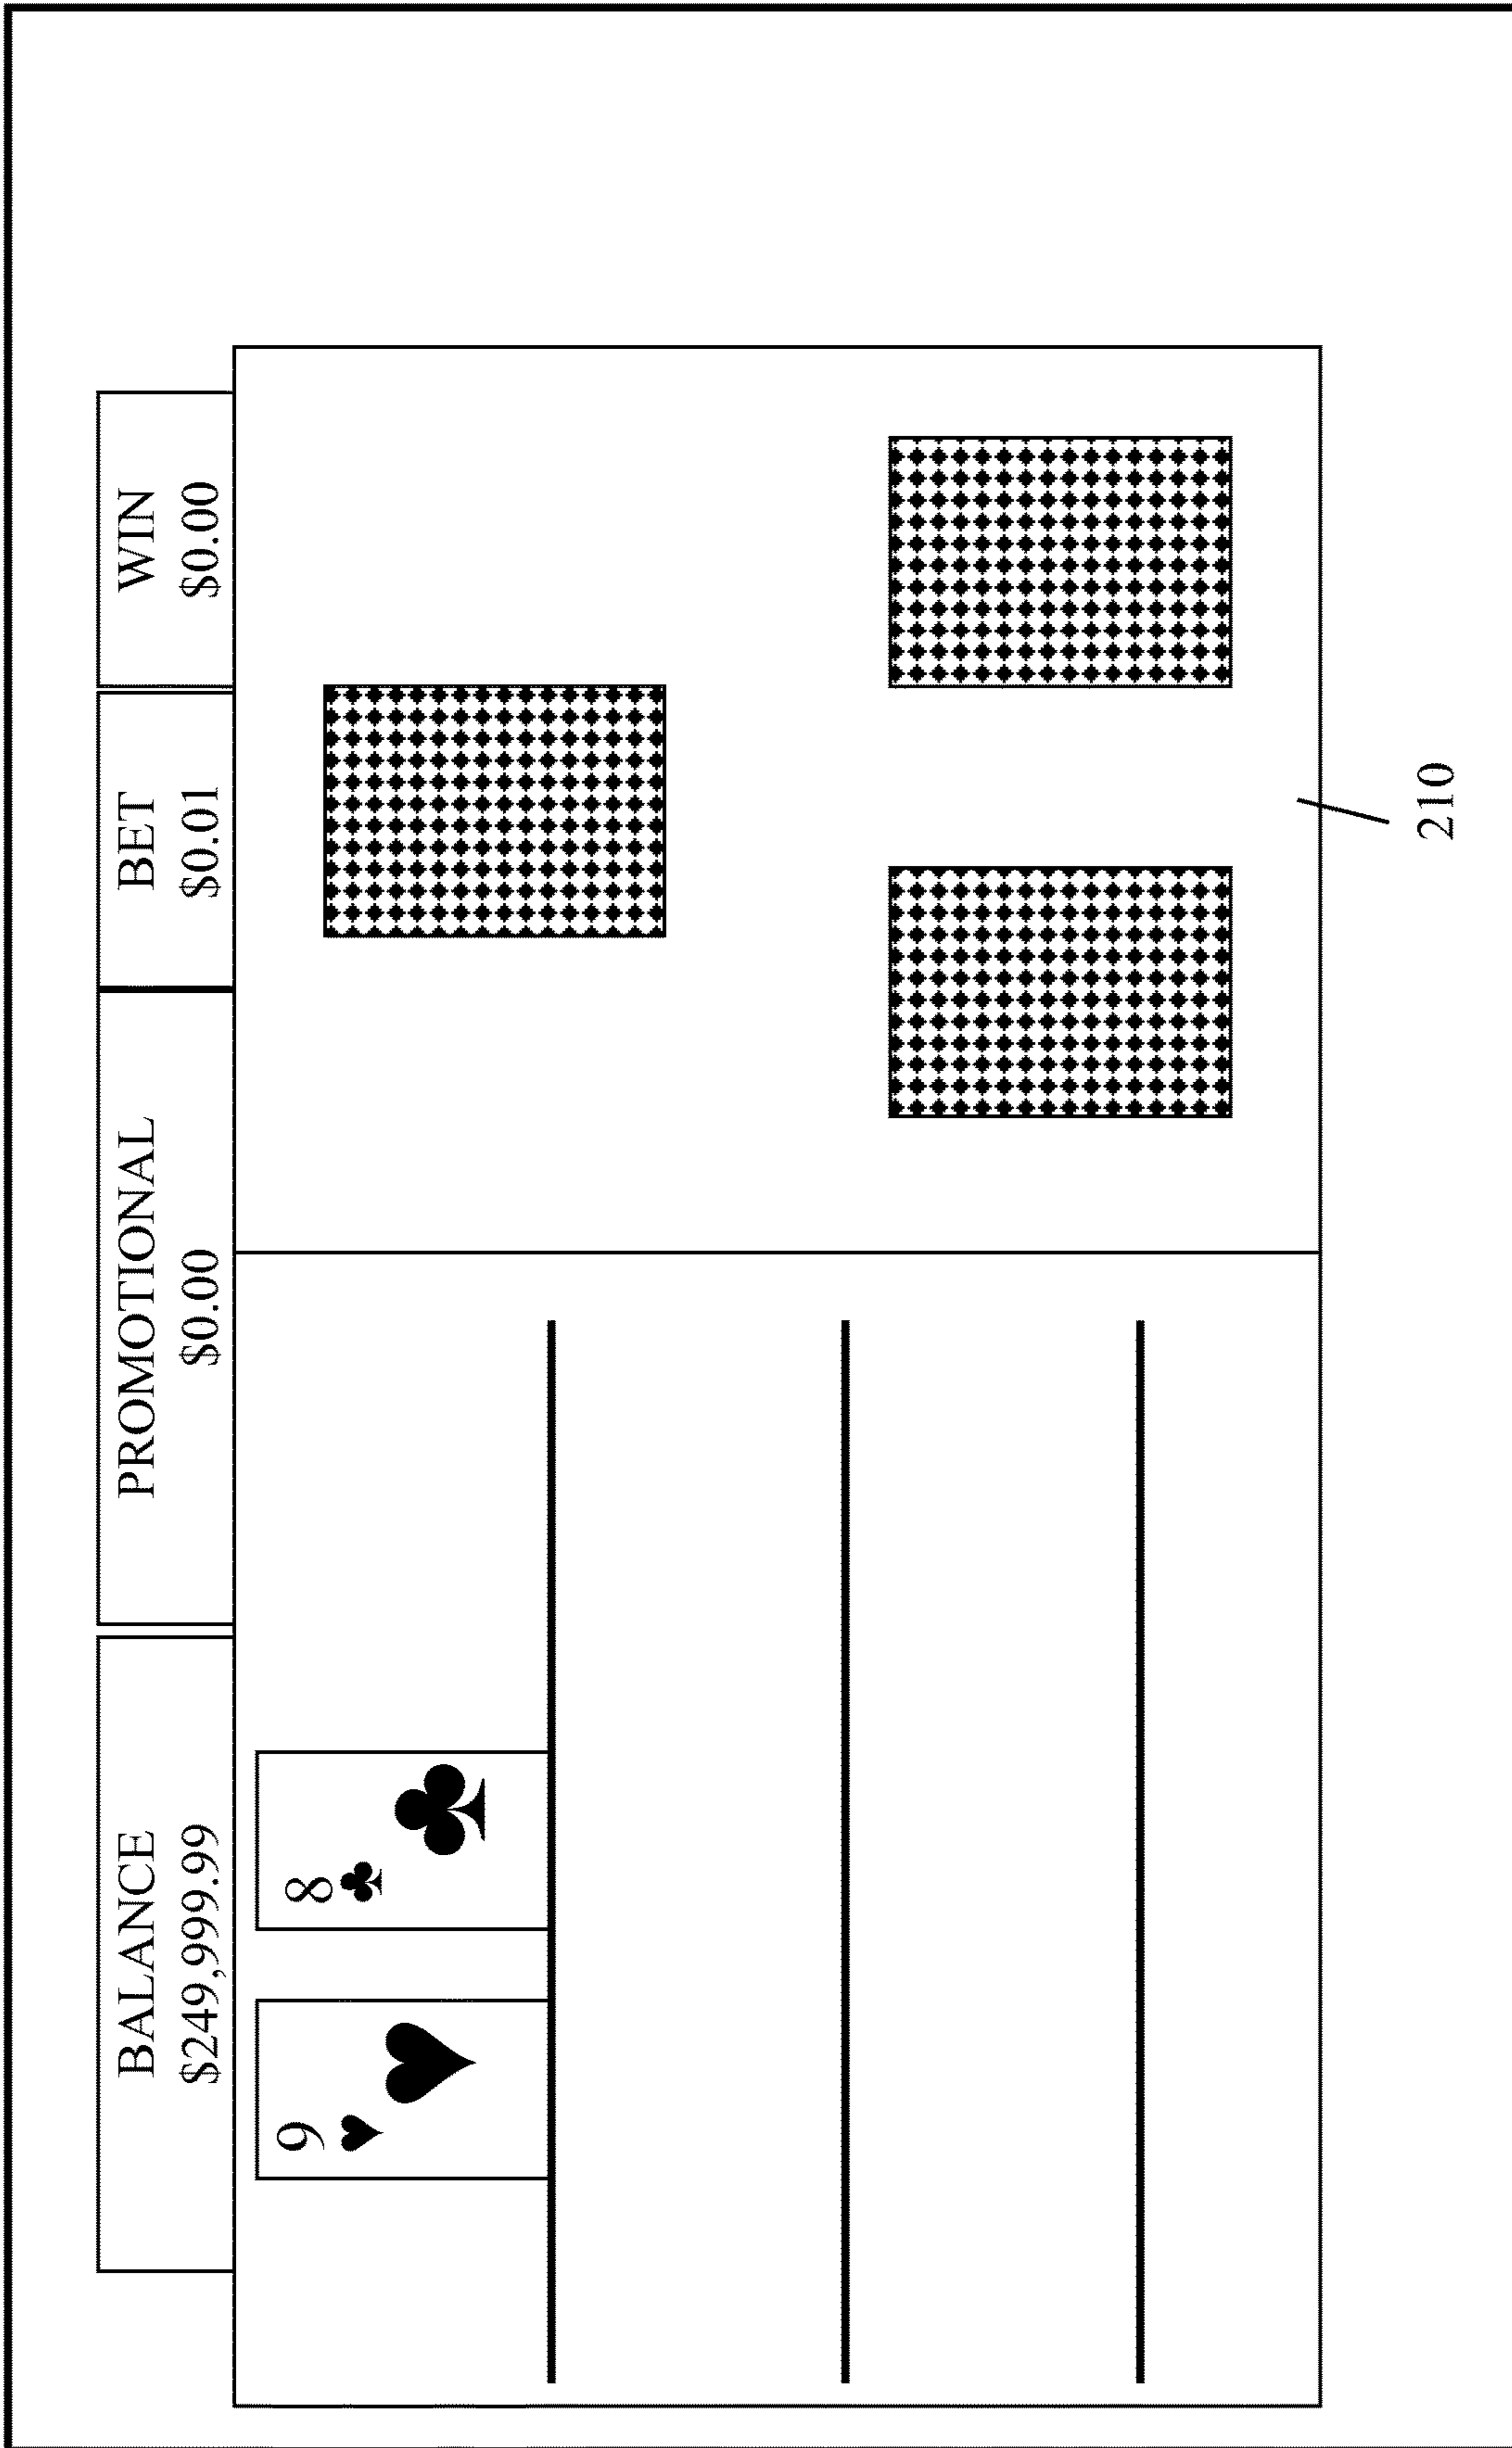 BALANCE
$249,999.99
PROMOTIONAL
$0.00
BET
$0.01
WIN
$0.00
9
8
210